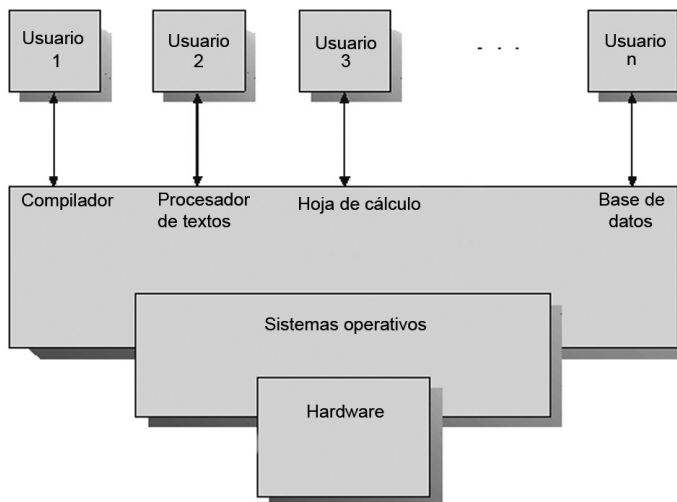 Usuario
1
Usuario
2
Usuario
3
- - -
Usuario
n
Compilador
Procesador
de textos
Hoja de cálculo
Base de
datos
Sistemas operativos
Hardware